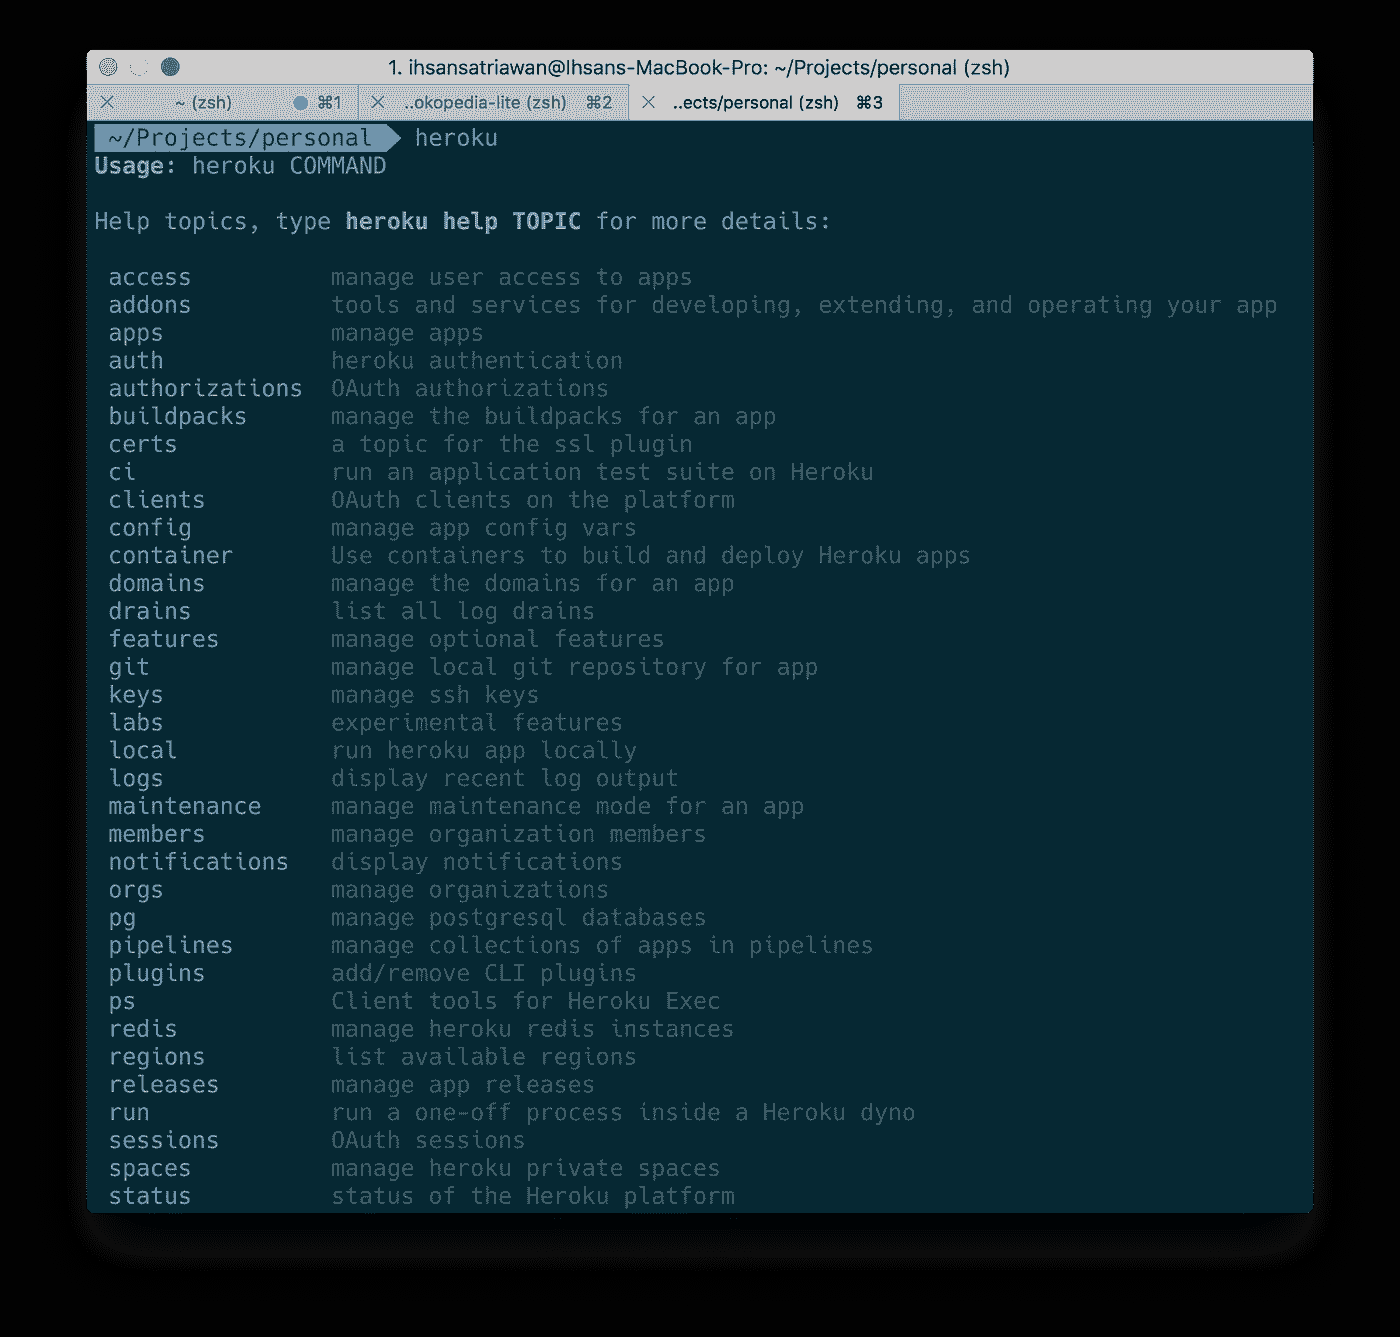 1. ihsansatriawan@Ihsans-MacBook-Pro: ~/Projects/personal (zsh)
~ (zsh) ⌘1 ..okopedia-lite (zsh) ⌘2 ..ects/personal (zsh) ⌘3
~/Projects/personal heroku
Usage: heroku COMMAND
Help topics, type heroku help TOPIC for more details:
access manage user access to apps
addons tools and services for developing, extending, and operating your app
apps manage apps
auth heroku authentication
authorizations OAuth authorizations
buildpacks manage the buildpacks for an app
certs a topic for the ssl plugin
ci run an application test suite on Heroku
clients OAuth clients on the platform
config manage app config vars
container Use containers to build and deploy Heroku apps
domains manage the domains for an app
drains list all log drains
features manage optional features
git manage local git repository for app
keys manage ssh keys
labs experimental features
local run heroku app locally
logs display recent log output
maintenance manage maintenance mode for an app
members manage organization members
notifications display notifications
orgs manage organizations
pg manage postgresql databases
pipelines manage collections of apps in pipelines
plugins add/remove CLI plugins
ps Client tools for Heroku Exec
redis manage heroku redis instances
regions list available regions
releases manage app releases
run run a one-off process inside a Heroku dyno
sessions OAuth sessions
spaces manage heroku private spaces
status status of the Heroku platform